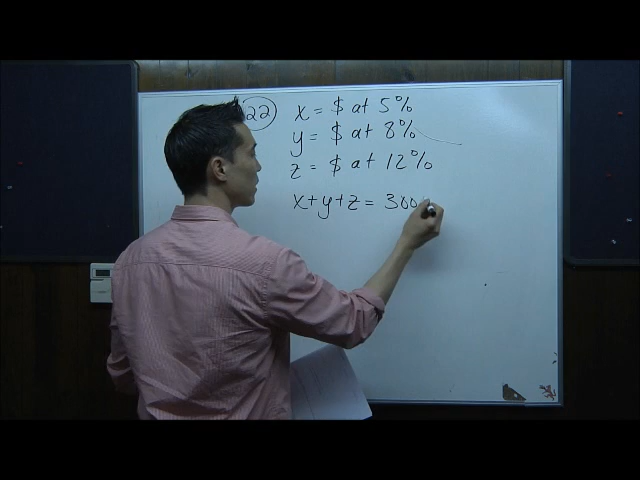 22
x = $ at 5%
y = $ at 8%
z = $ at 12%
x+y+z = 300